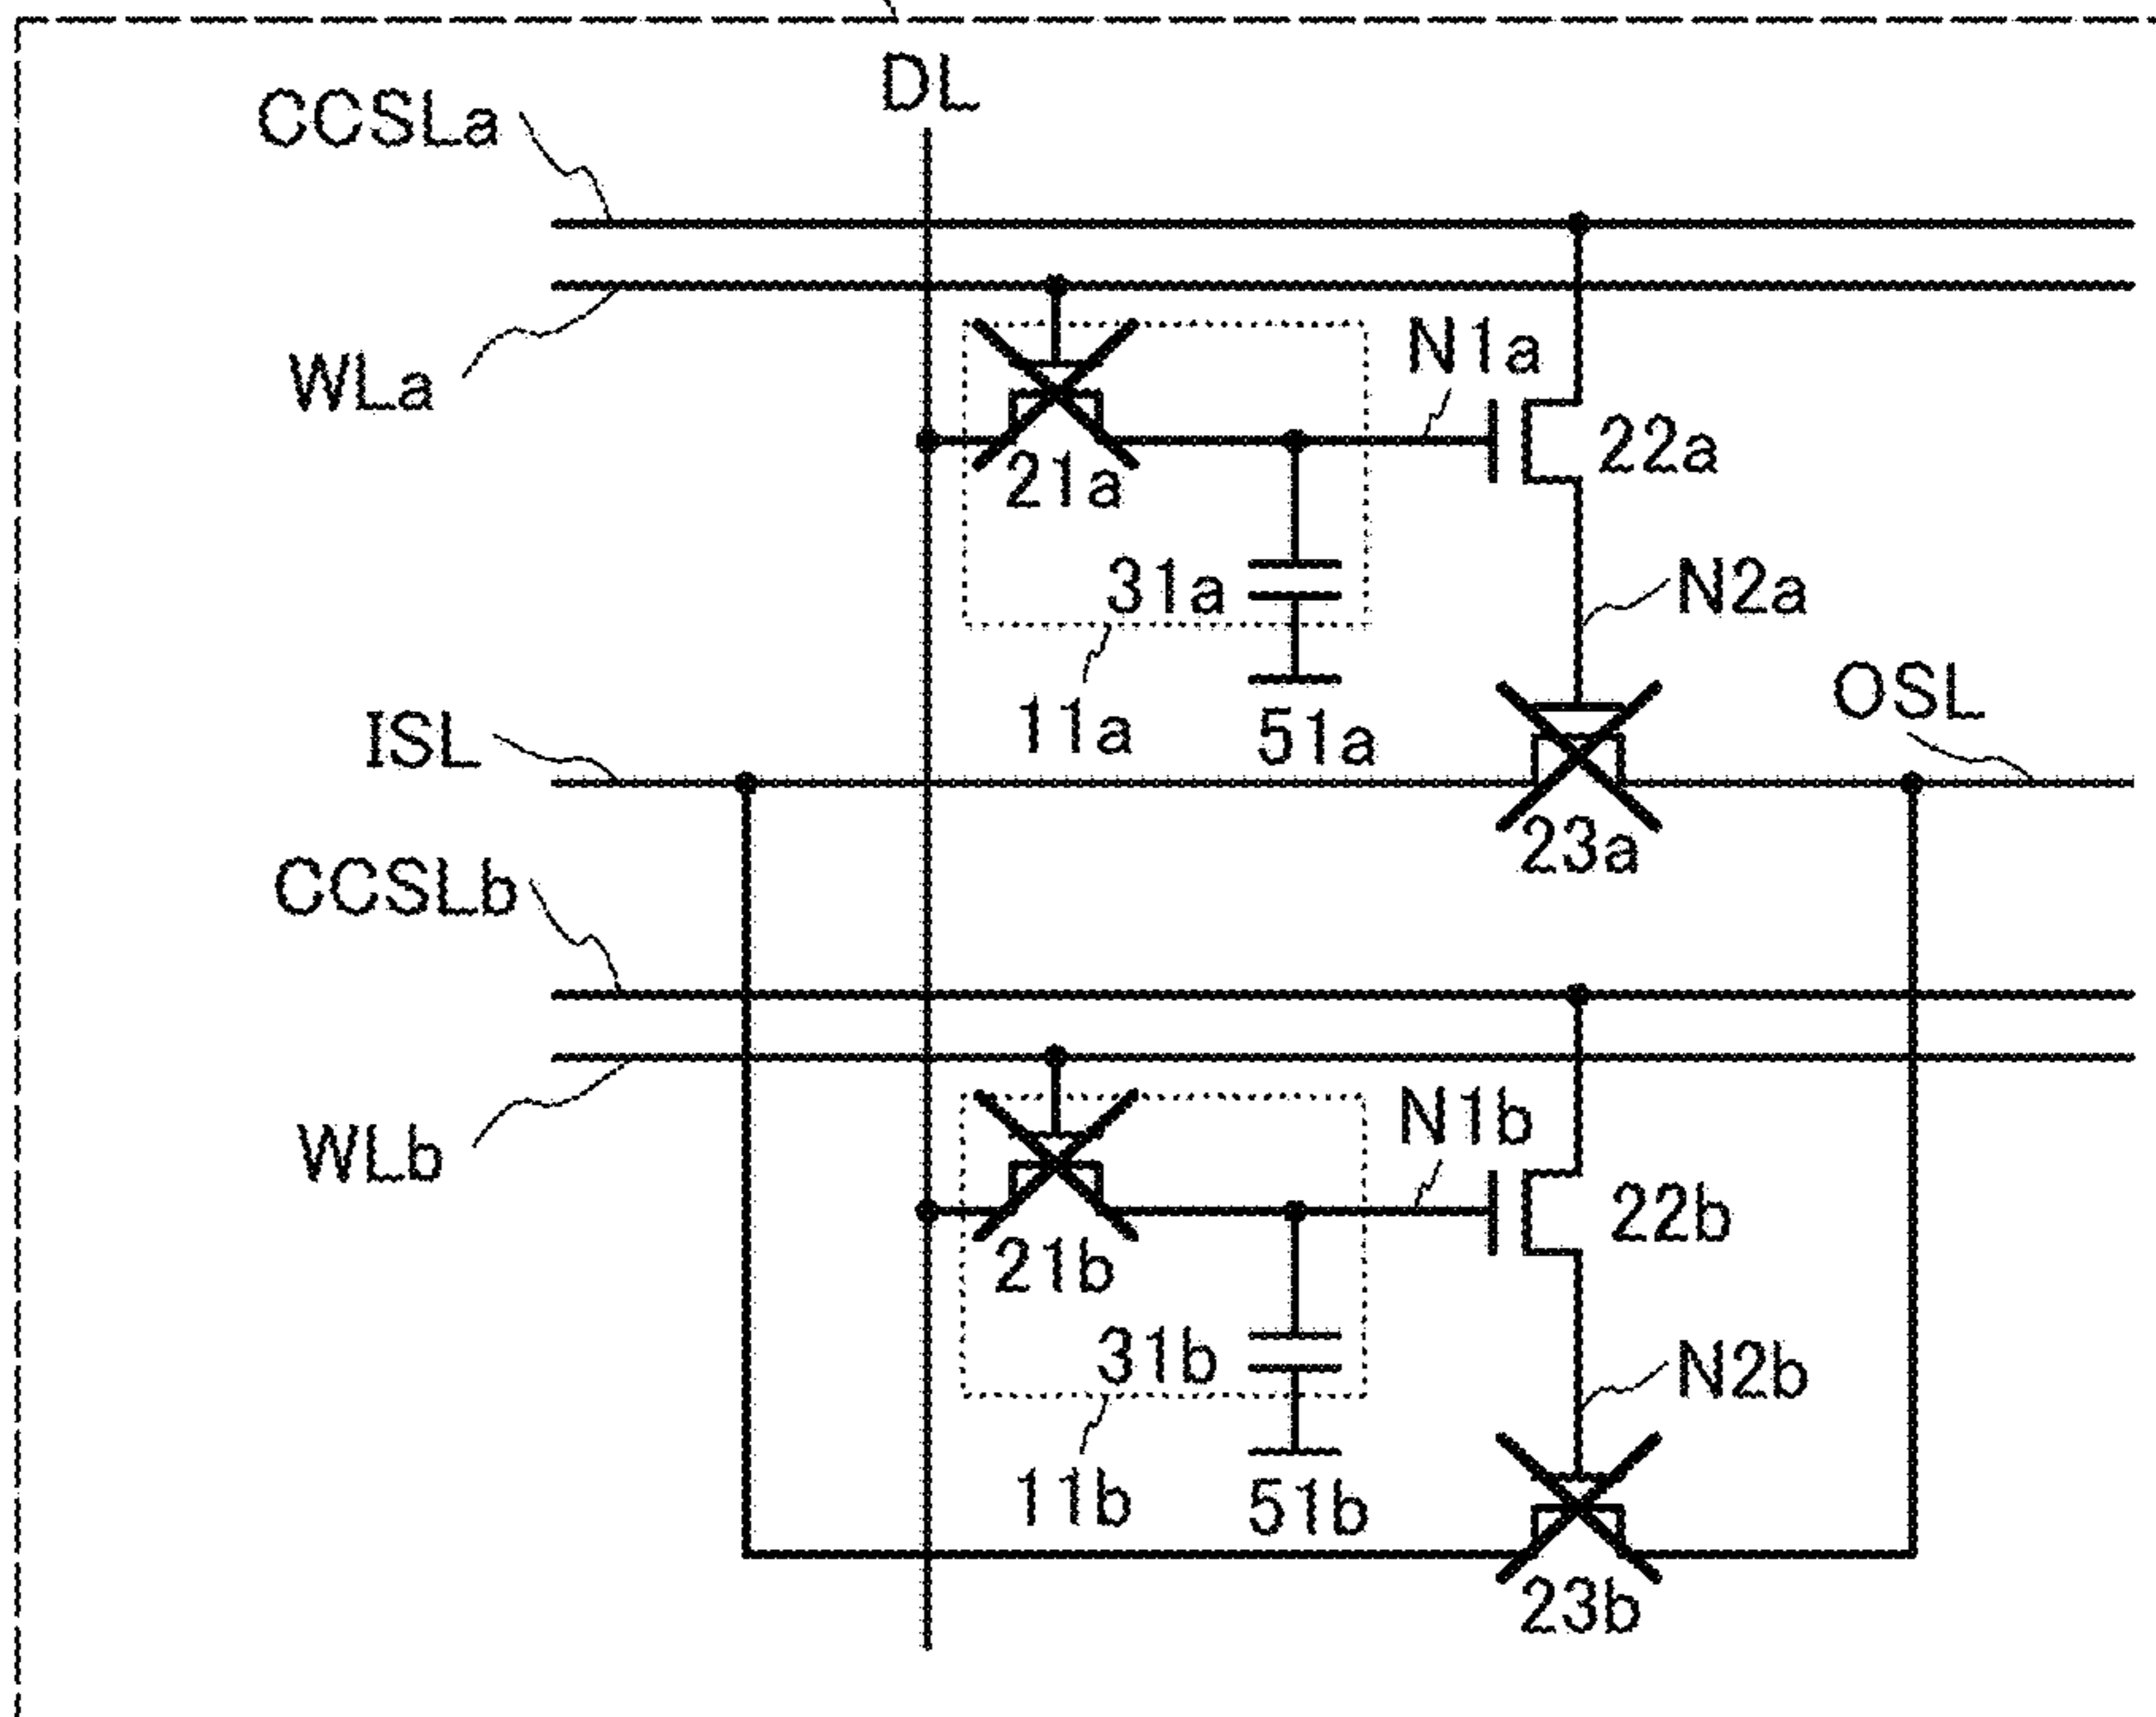 DL
CCSLa
WLa
N1a
22a
21a
31a
N2a
11a
51a
OSL
ISL
23a
CCSLb
WLb
N1b
22b
21b
31b
N2b
11b
51b
23b